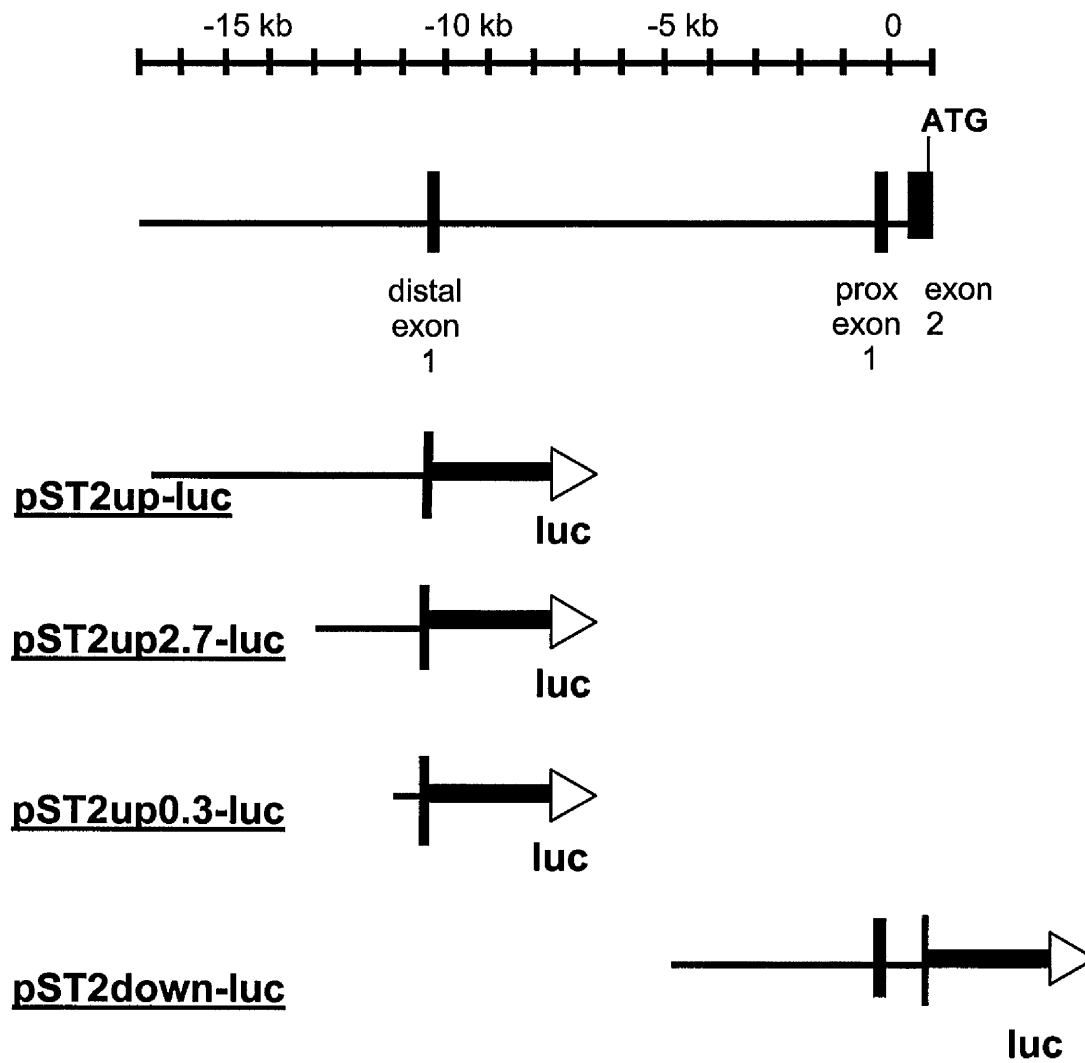 -15 kb -10 kb -5 kb 0
ATG
distal
exon
1
prox exon
exon 2
1
pST2up-luc
luc
pST2up2.7-luc
luc
pST2up0.3-luc
luc
pST2down-luc
luc